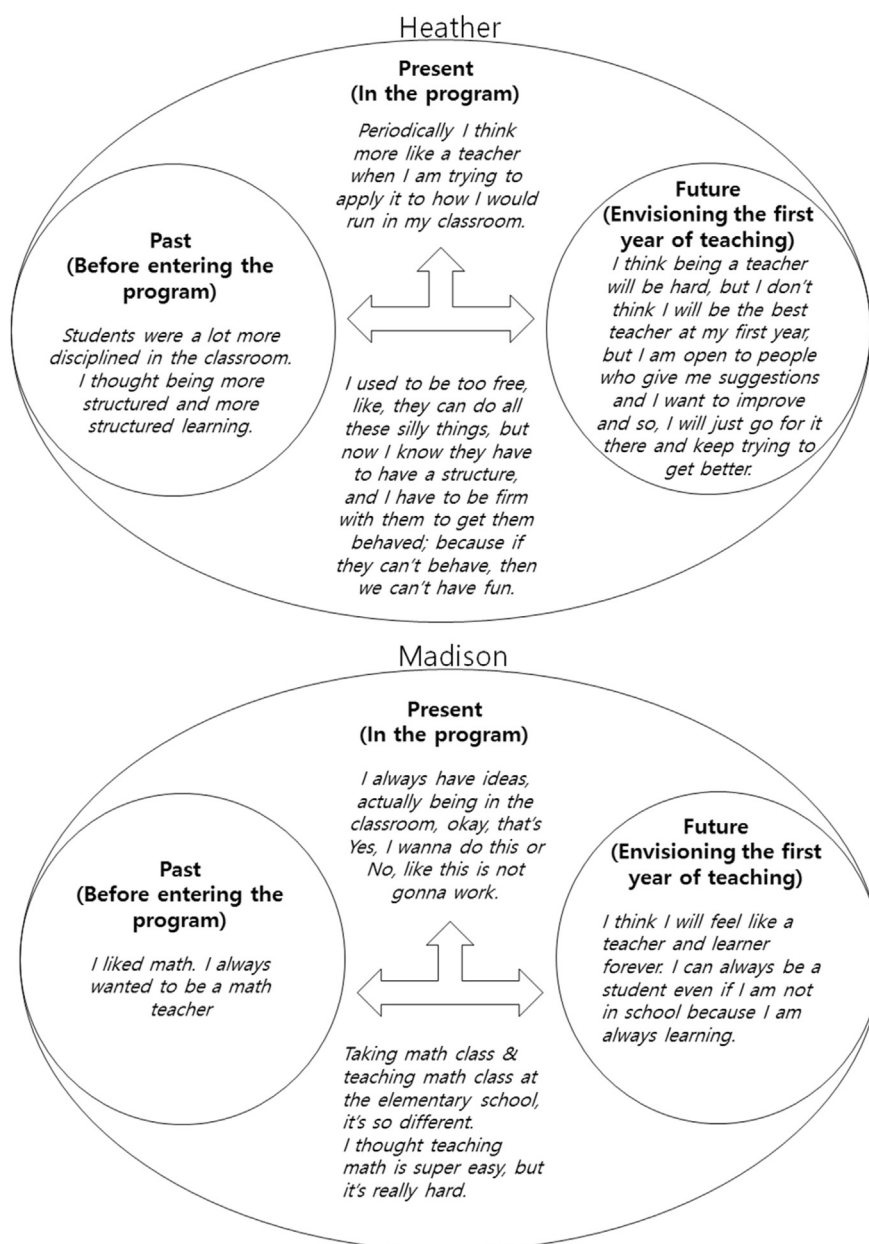 Heather
Present
(In the program)
Periodically I think
more like a teacher
when I am trying to
apply it to how I would
run in my classroom.
Past
(Before entering the
program)
Students were a lot more
disciplined in the classroom.
I thought being more
structured and more
structured learning.
I used to be too free,
like, they can do all
these silly things, but
now I know they have
to have a structure,
and I have to be firm
with them to get them
behaved; because if
they can't behave, then
we can't have fun.
Future
(Envisioning the first
year of teaching)
I think being a teacher
will be hard, but I don't
think I will be the best
teacher at my first year,
but I am open to people
who give me suggestions
and I want to improve
and so, I will just go for it
there and keep trying to
get better.
Madison
Present
(In the program)
I always have ideas,
actually being in the
classroom, okay, that's
Yes, I wanna do this or
No, like this is not
gonna work.
Past
(Before entering the
program)
I liked math. I always
wanted to be a math
teacher
Taking math class &
teaching math class at
the elementary school,
it's so different.
I thought teaching
math is super easy, but
it's really hard.
Future
(Envisioning the first
year of teaching)
I think I will feel like a
teacher and learner
forever. I can always be a
student even if I am not
in school because I am
always learning.